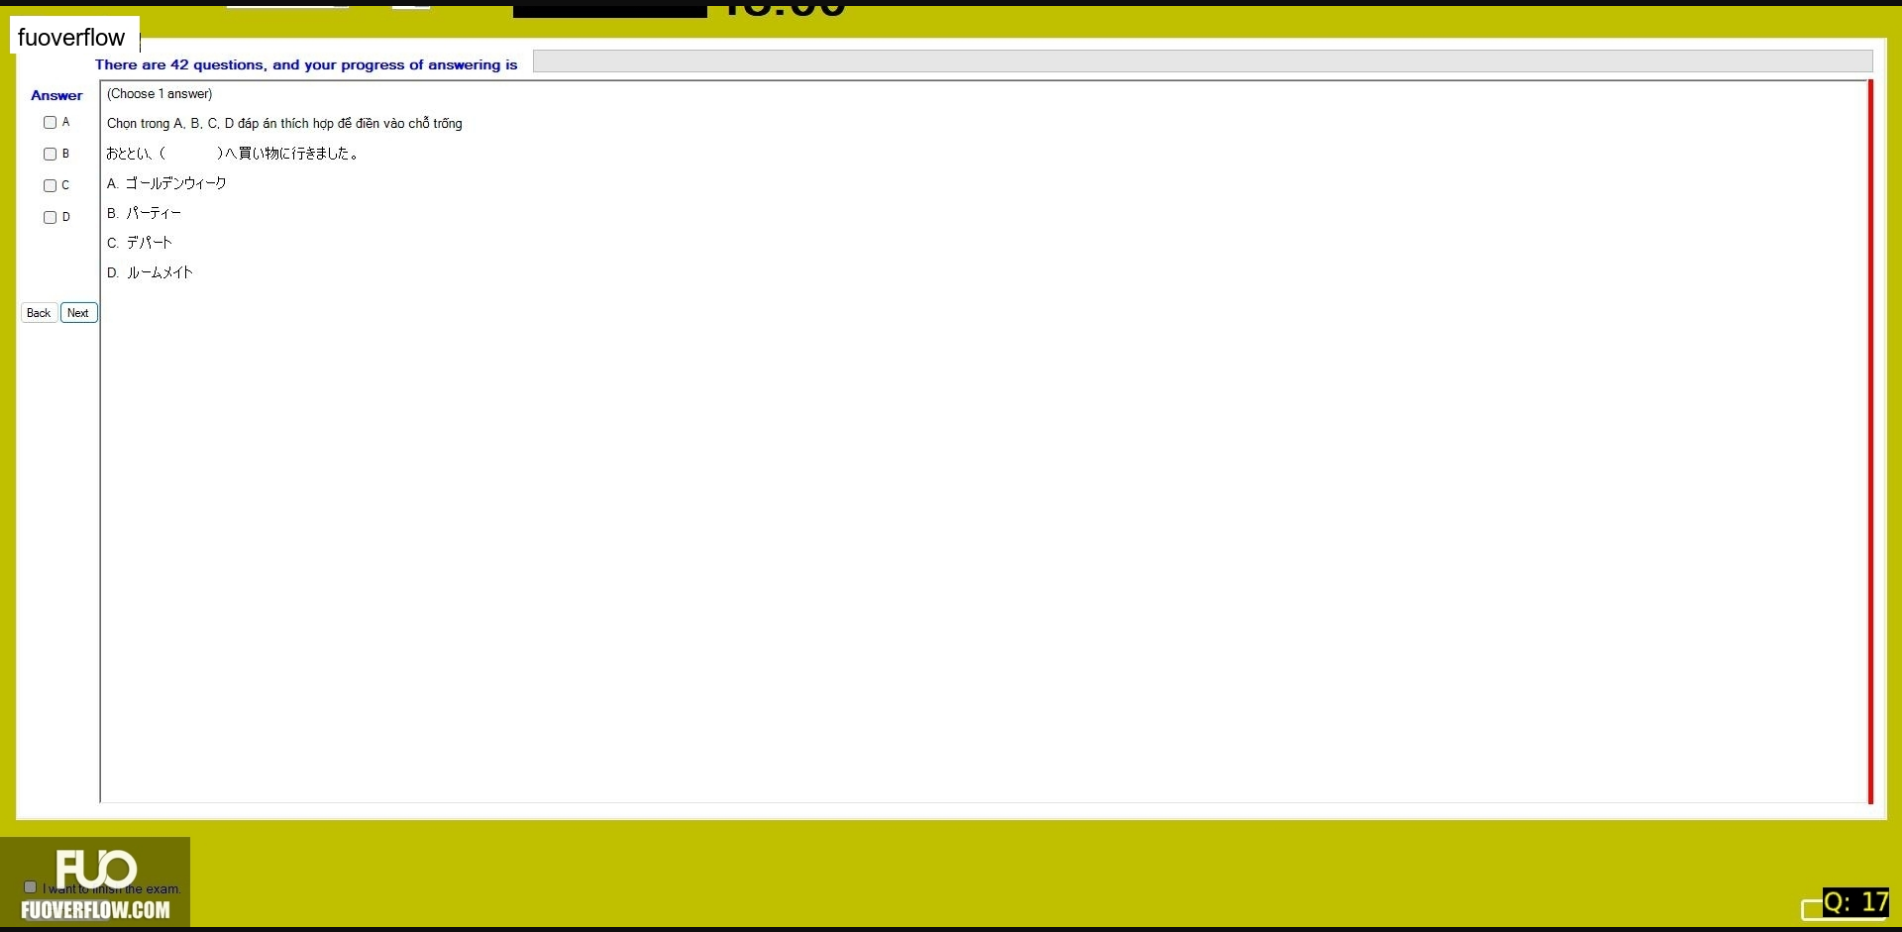 fuoverflow
There are 42 questions, and your progress of answering is
Answer
(Choose 1 answer)
A
Chọn trong A, B, C, D đáp án thích hợp để điền vào chỗ trống
B
おととい、（　　　）へ買い物に行きました。
C
A. ゴールデンウィーク
D
B. パーティー
C. デパート
D. ルームメイト
Back Next
FUO
I want to finish the exam.
FUOVERFLOW.COM
Q: 17